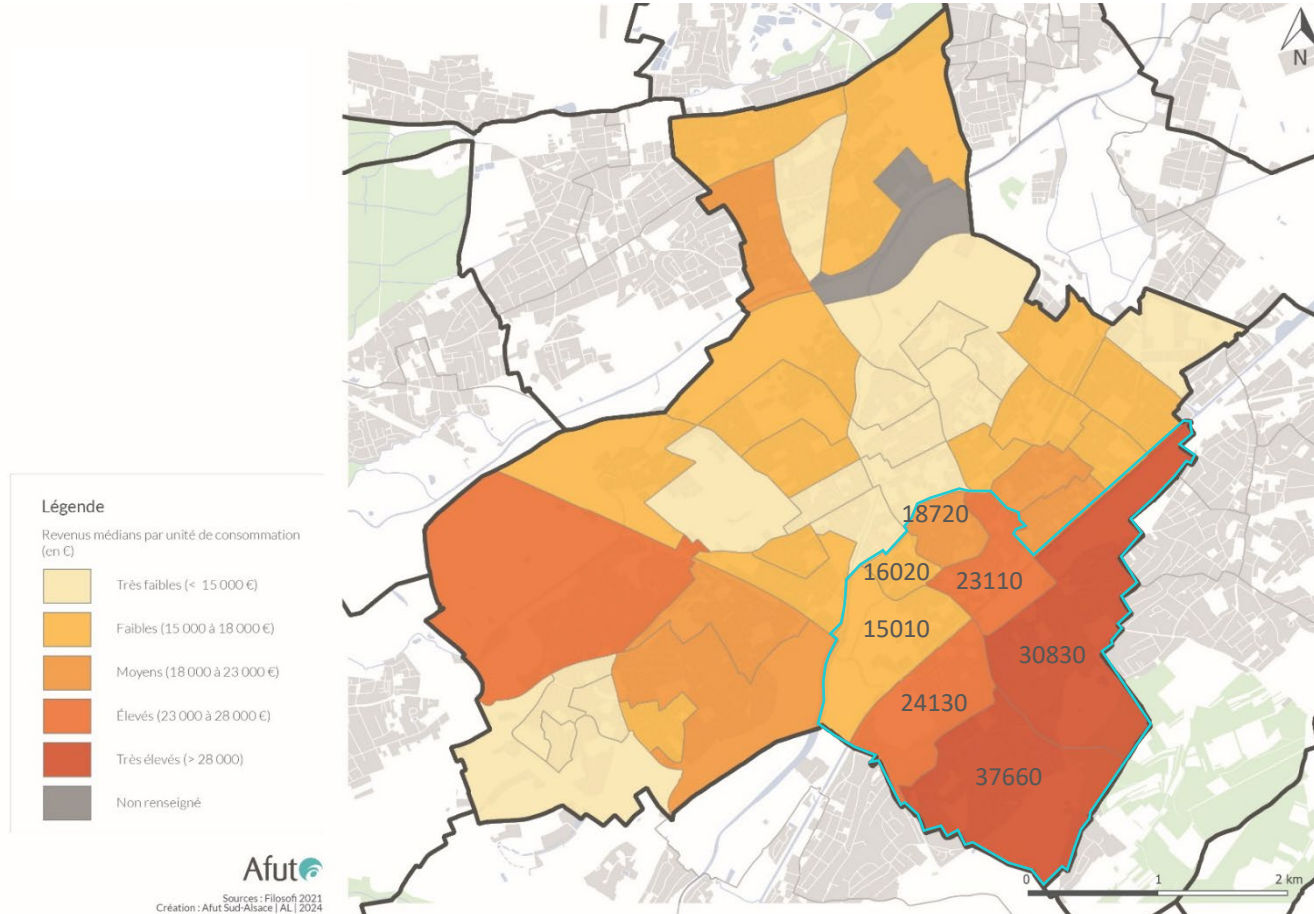 N
18720
16020
23110
15010
30830
24130
37660
Légende
Revenus médians par unité de consommation
(en €)
Très faibles (< 15 000 €)
Faibles (15 000 à 18 000 €)
Moyens (18 000 à 23 000 €)
Élevés (23 000 à 28 000 €)
Très élevés (> 28 000)
Non renseigné
Afut
Sources : Filosofi 2021
Création : Afut Sud-Alsace | AL | 2024
0 1 2 km